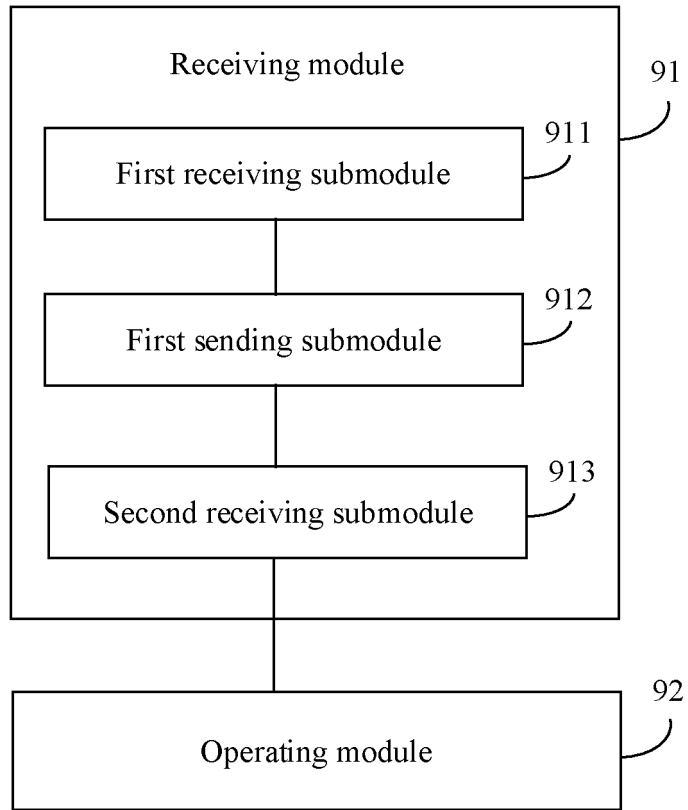 Receiving module
91
911
First receiving submodule
912
First sending submodule
913
Second receiving submodule
92
Operating module